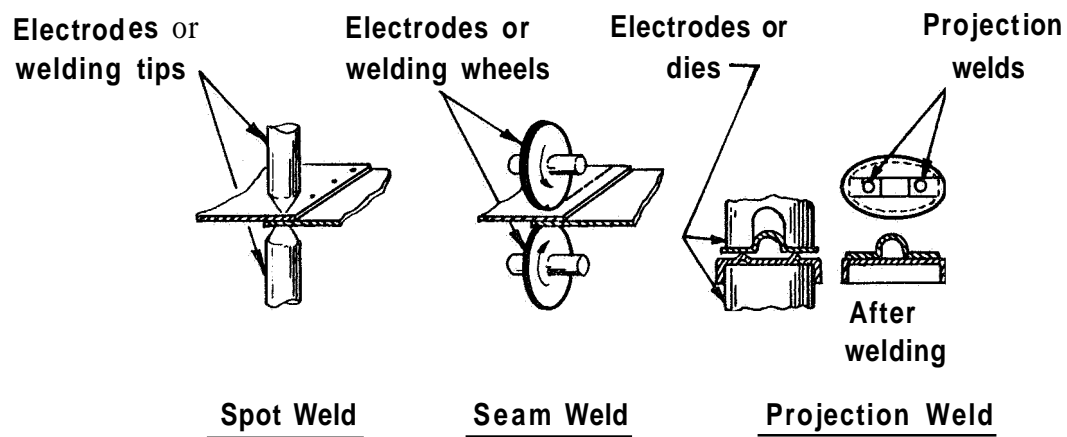 Electrodes or
welding tips
Electrodes or
welding wheels
Electrodes or
dies
Projection
welds
After
welding
Spot Weld
Seam Weld
Projection Weld